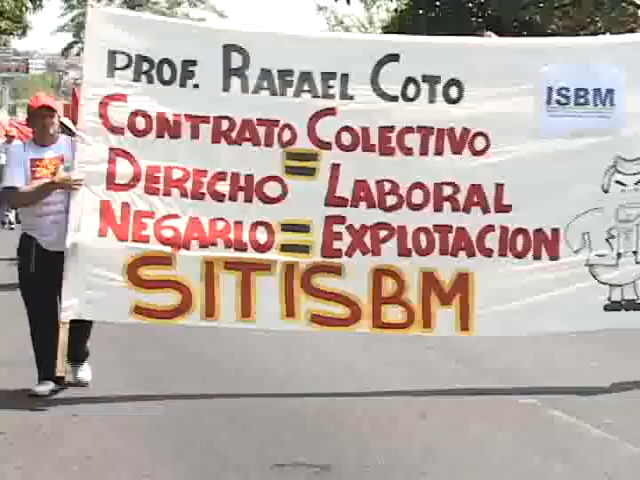 PROF. RAFAEL COTO
ISBM
CONTRATO COLECTIVO
=
DERECHO LABORAL
NEGARLO = EXPLOTACION
SITISBM